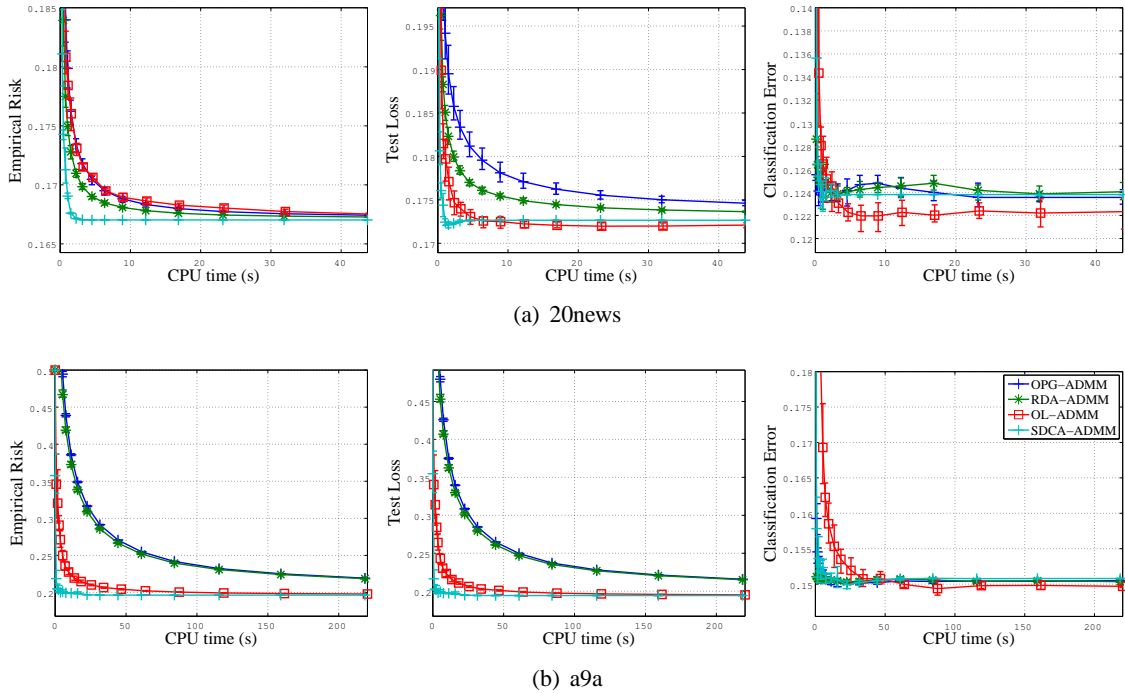 0.185
0.175
0.17
0.165
Empirical Risk
0 10 20 30 40
CPU time (s)
0.195
0.19
0.185
0.18
0.175
0.17
Test Loss
0 10 20 30 40
CPU time (s)
0.14
0.138
0.136
0.134
0.132
0.13
0.128
0.126
0.124
0.122
0.12
Classification Error
0 10 20 30 40
CPU time (s)
(a) 20news
0.45
0.4
0.35
0.3
0.25
0.2
Empirical Risk
0 50 100 150 200
CPU time (s)
0.45
0.4
0.35
0.3
0.25
0.2
Test Loss
0 50 100 150 200
CPU time (s)
0.18
0.175
0.17
0.165
0.16
0.155
0.15
Classification Error
0 50 100 150 200
CPU time (s)
OPG-ADMM
RDA-ADMM
OL-ADMM
SDCA-ADMM
(b) a9a